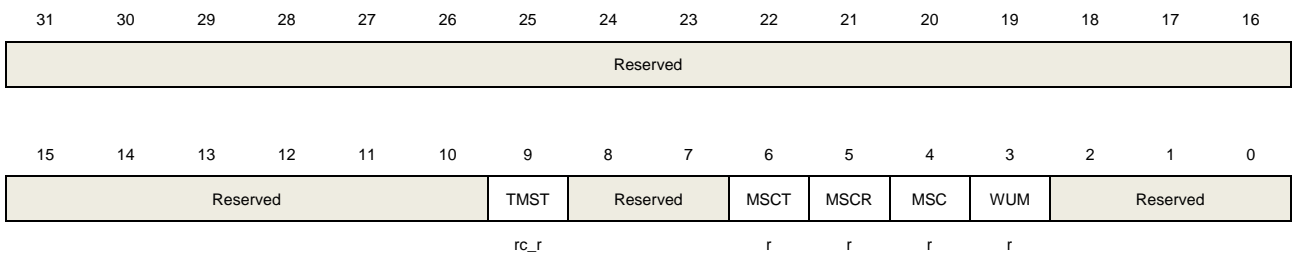 31 30 29 28 27 26 25 24 23 22 21 20 19 18 17 16
Reserved
15 14 13 12 11 10 9 8 7 6 5 4 3 2 1 0
Reserved TMST Reserved MSCT MSCR MSC WUM Reserved
rc_r r r r r